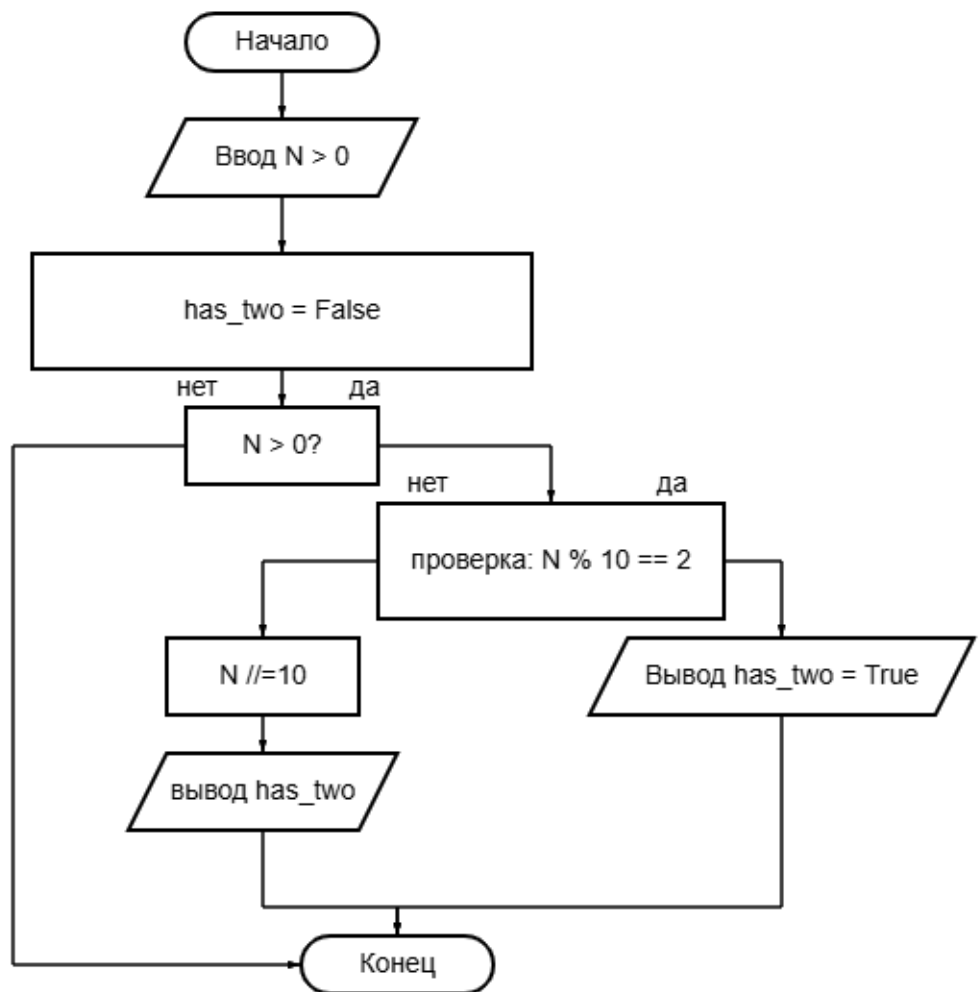 Начало
Ввод N > 0
has_two = False
нет
да
N > 0?
нет
да
проверка: N % 10 == 2
N //=10
Вывод has_two = True
вывод has_two
Конец